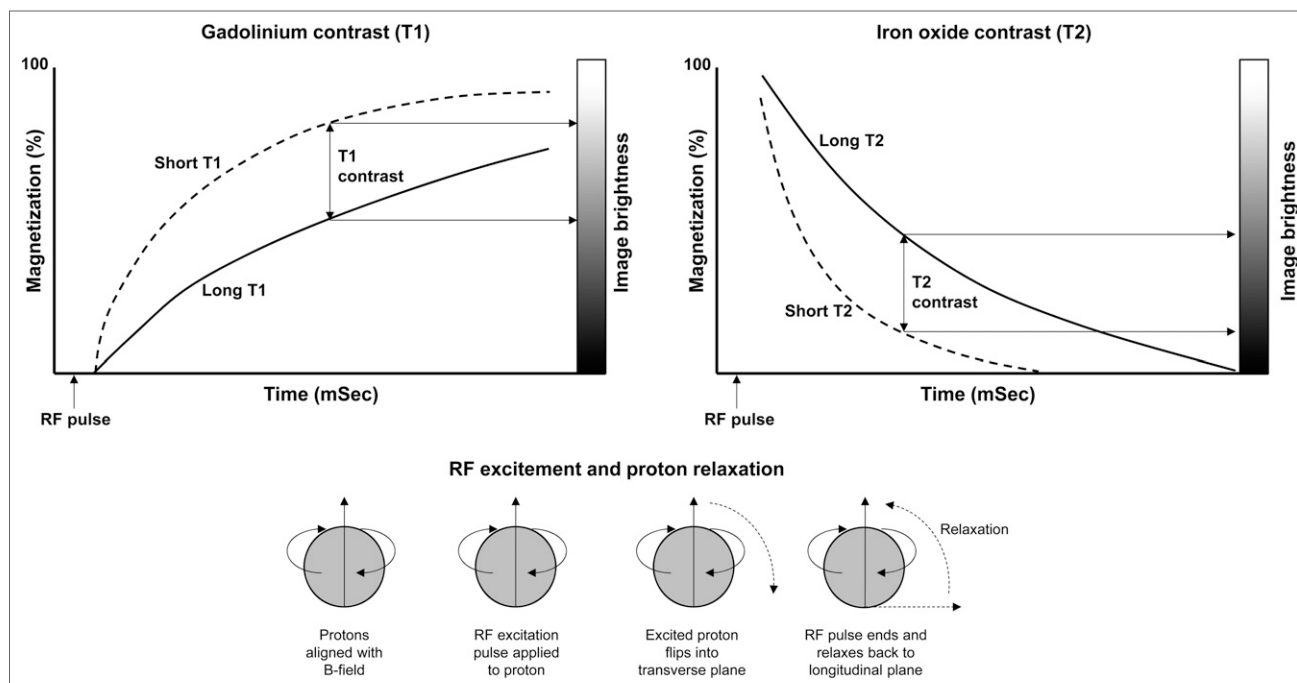 Gadolinium contrast (T1)
100
Magnetization (%)
Short T1
T1
contrast
Long T1
Image brightness
Time (mSec)
RF pulse
Iron oxide contrast (T2)
100
Magnetization (%)
Long T2
T2
contrast
Short T2
Image brightness
Time (mSec)
RF pulse
RF excitement and proton relaxation
Relaxation
Protons
aligned with
B-field
RF excitation
pulse applied
to proton
Excited proton
flips into
transverse plane
RF pulse ends and
relaxes back to
longitudinal plane